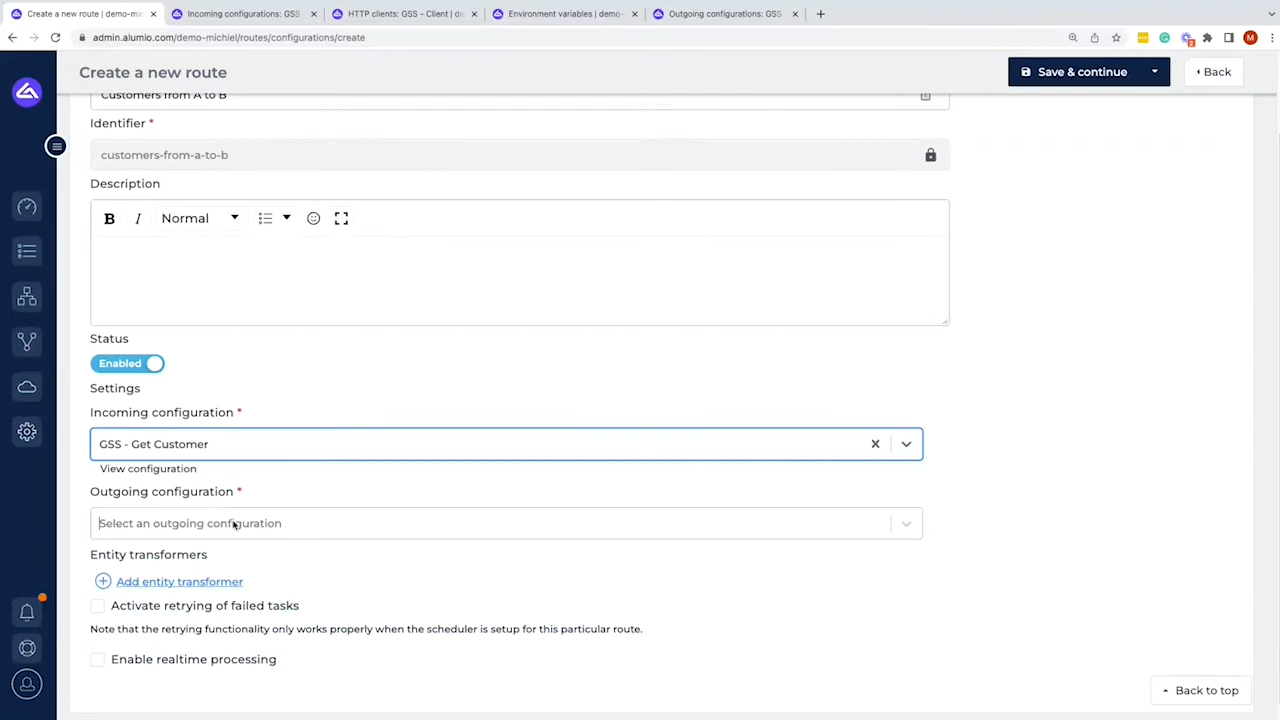 Create a new route | demo-mic
Incoming configurations: GSS
HTTP clients: GSS - Client | de
Environment variables | demo-
Outgoing configurations: GSS
admin.alumio.com/demo-michiel/routes/configurations/create
M
Create a new route
Save & continue
Back
Customers from A to B
Identifier *
customers-from-a-to-b
Description
B I Normal
Status
Enabled
Settings
Incoming configuration *
GSS - Get Customer
View configuration
Outgoing configuration *
Select an outgoing configuration
Entity transformers
Add entity transformer
Activate retrying of failed tasks
Note that the retrying functionality only works properly when the scheduler is setup for this particular route.
Enable realtime processing
Back to top